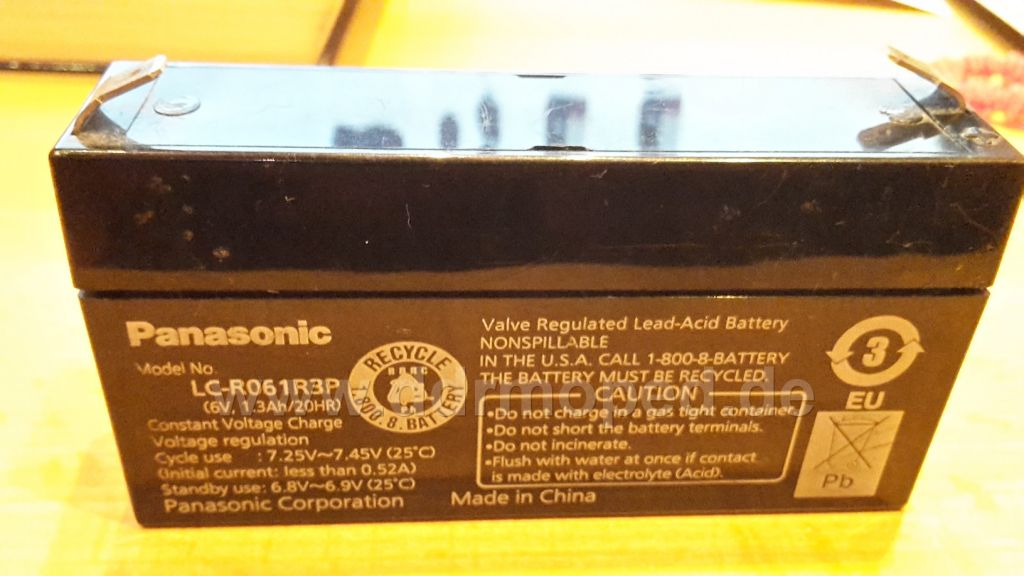 Panasonic
Model No.
LC-R061R3P
(6V 1.3Ah/20HR)
Constant Voltage Charge
Voltage regulation
Cycle use : 7.25V~7.45V (25°C)
(Initial current: less than 0.52A)
Standby use: 6.8V~6.9V (25°C)
Panasonic Corporation
RECYCLE
1.800.8.BATTERY
Valve Regulated Lead-Acid Battery
NONSPILLABLE
IN THE U.S.A. CALL 1-800-8-BATTERY
THE BATTERY MUST BE RECYCLED.
CAUTION
•Do not charge in a gas tight container.
•Do not short the battery terminals.
•Do not incinerate.
•Flush with water at once if contact
is made with electrolyte (Acid).
Made in China
3
EU
Pb